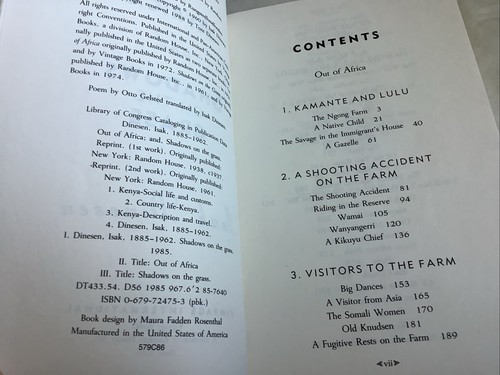 copyright © 1960 by
copyright renewed 1988 by
All rights reserved under International and
right Conventions. Published in the United
Books, a division of Random House, Inc.,
nally published in the United States as two
of Africa originally published by Random House
and by Vintage Books in 1972. Shadows on the Grass
published by Random House, Inc., in 1961, and by
Books in 1974.
Poem by Otto Gelsted translated by Isak Dinesen.
Library of Congress Cataloging in Publication Data
Dinesen, Isak, 1885–1962.
Out of Africa; and, Shadows on the grass.
Reprint. (1st work). Originally published:
New York: Random House, 1938, c1937.
Reprint. (2nd work). Originally published:
New York: Random House, 1961.
1. Kenya-Social life and customs.
2. Country life-Kenya.
3. Kenya-Description and travel.
4. Dinesen, Isak, 1885–1962.
I. Dinesen, Isak, 1885–1962. Shadows on the grass.
1985.
II. Title: Out of Africa
III. Title: Shadows on the grass.
DT433.54. D56 1985 967.6'2 85-7640
ISBN 0-679-72475-3 (pbk.)
Book design by Maura Fadden Rosenthal
Manufactured in the United States of America
579C86
CONTENTS
Out of Africa
1. KAMANTE AND LULU
The Ngong Farm 3
A Native Child 21
The Savage in the Immigrant's House 40
A Gazelle 61
2. A SHOOTING ACCIDENT
ON THE FARM
The Shooting Accident 81
Riding in the Reserve 94
Wamai 105
Wanyangerri 120
A Kikuyu Chief 136
3. VISITORS TO THE FARM
Big Dances 153
A Visitor from Asia 165
The Somali Women 170
Old Knudsen 181
A Fugitive Rests on the Farm 189
◄vii►